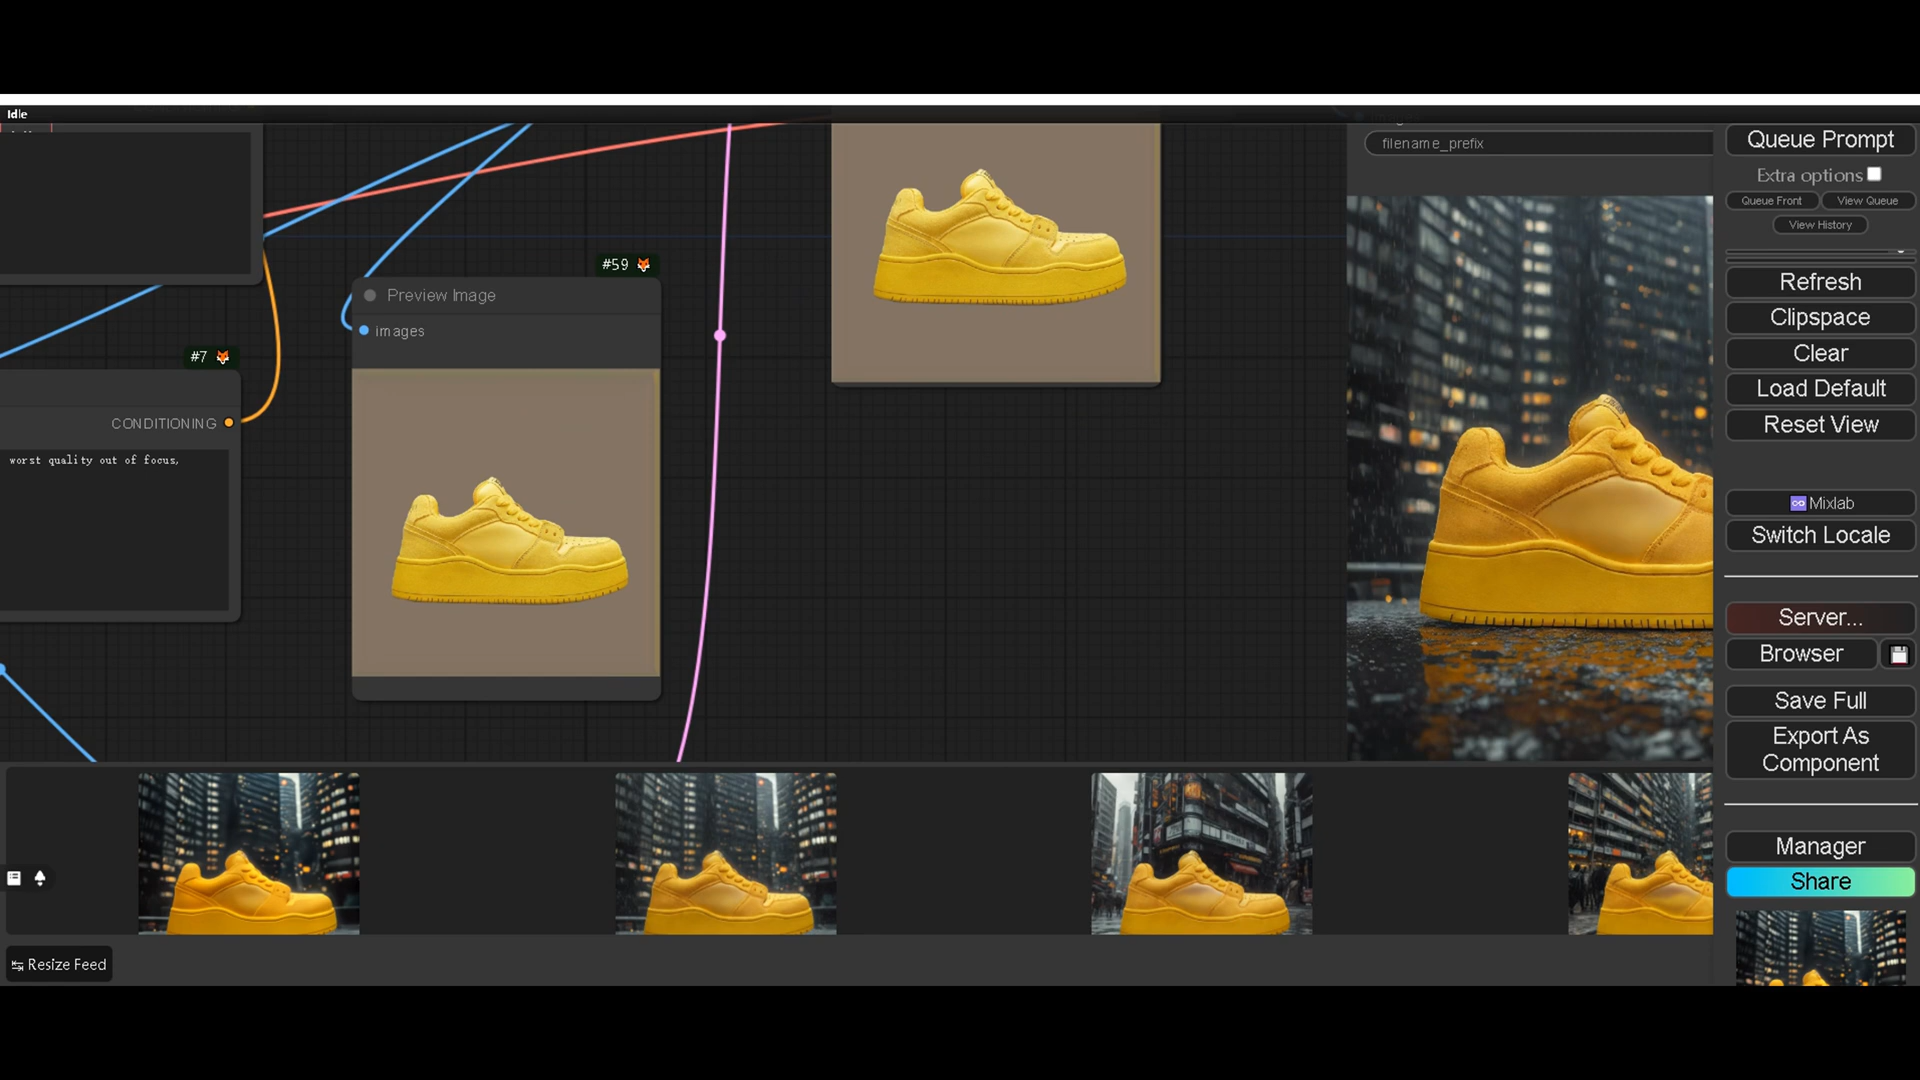 Idle
filename_prefix
Queue Prompt
Extra options
Queue Front
View Queue
View History
#59
Preview Image
images
Refresh
Clipspace
Clear
Load Default
Reset View
#7
CONDITIONING
worst quality out of focus,
Mixlab
Switch Locale
Server...
Browser
Save Full
Export As
Component
Manager
Share
Resize Feed